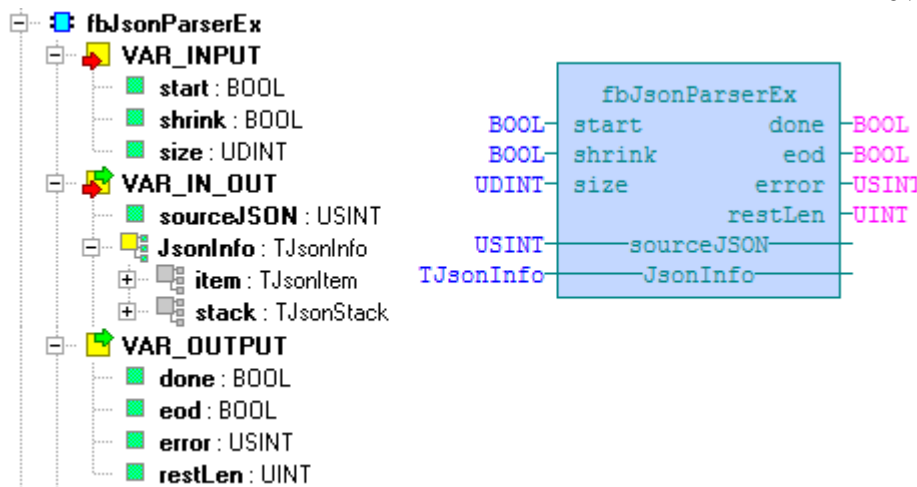 fbJsonParserEx
VAR_INPUT
start : BOOL
shrink : BOOL
size : UDINT
VAR_IN_OUT
sourceJSON : USINT
JsonInfo : TJsonInfo
item : TJsonItem
stack : TJsonStack
VAR_OUTPUT
done : BOOL
eod : BOOL
error : USINT
restLen : UINT
fbJsonParserEx
BOOL start done BOOL
BOOL shrink eod BOOL
UDINT size error USINT
restLen UINT
USINT sourceJSON
TJsonInfo JsonInfo